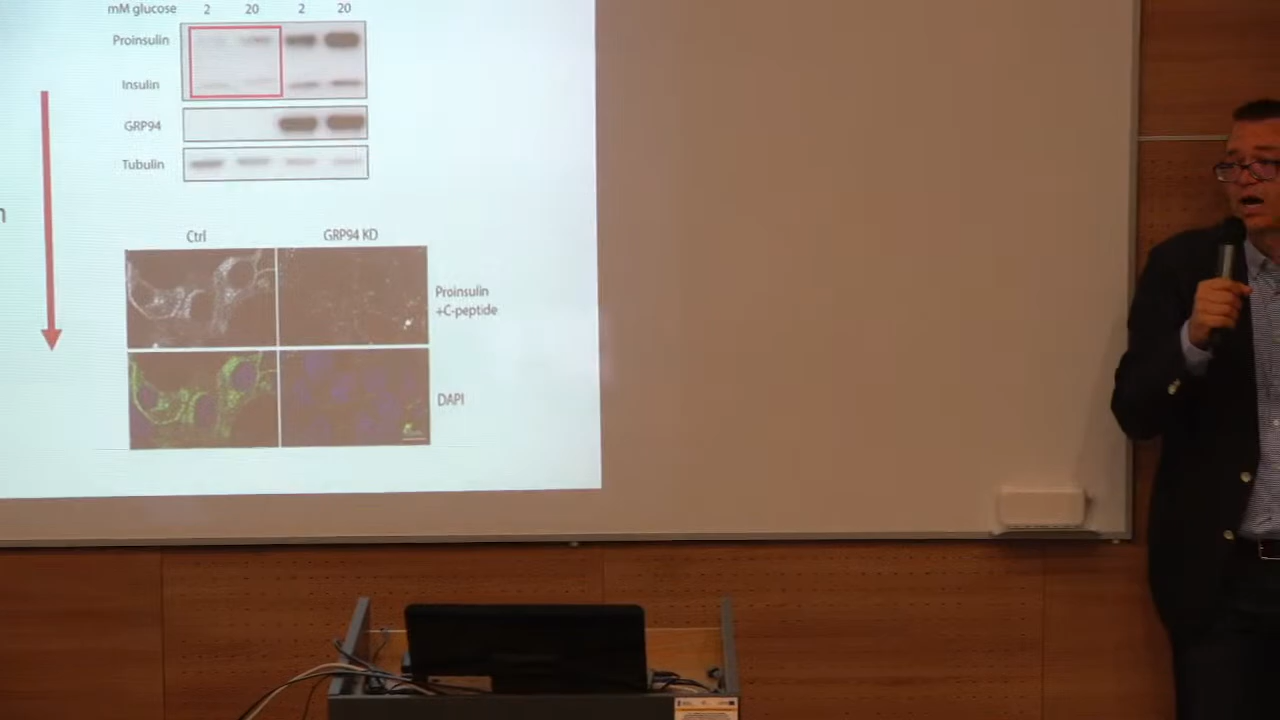 mM glucose 2 20 2 20
Proinsulin
Insulin
GRP94
Tubulin
Ctrl GRP94 KD
Proinsulin
+C-peptide
DAPI